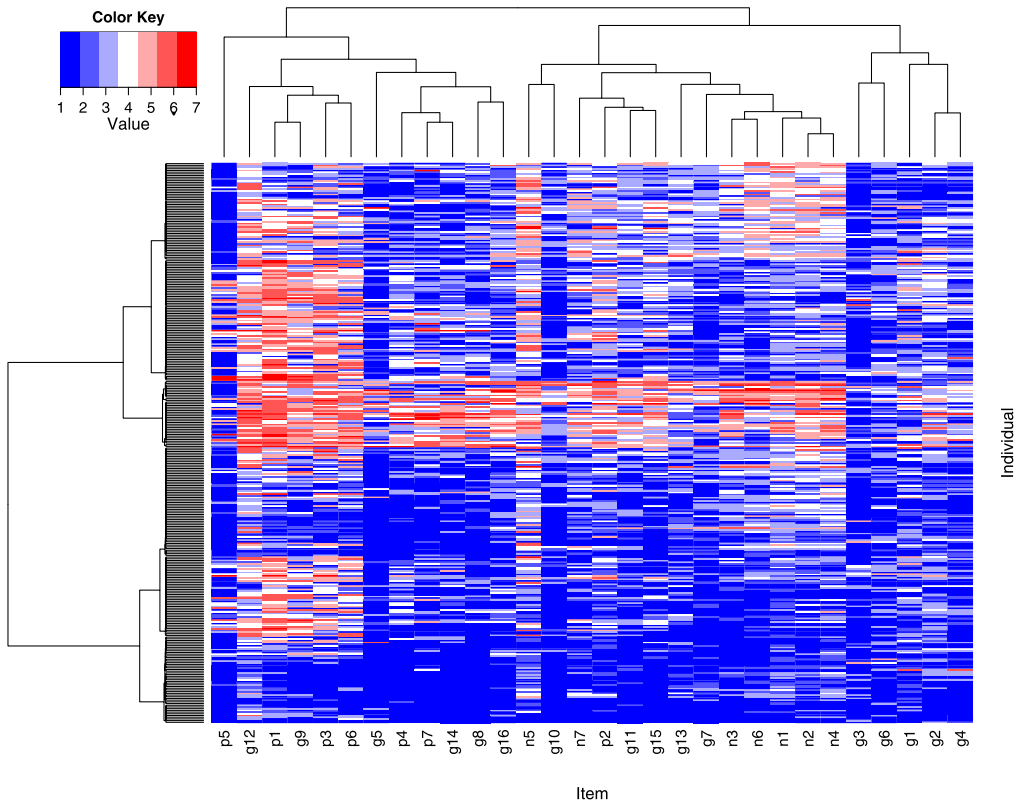 Color Key
1 2 3 4 5 6 7
Value
Individual
p5 g12 p1 g9 p3 p6 g5 p4 p7 g14 g8 g16 n5 g10 n7 p2 g11 g15 g13 g7 n3 n6 n1 n2 n4 g3 g6 g1 g2 g4
Item